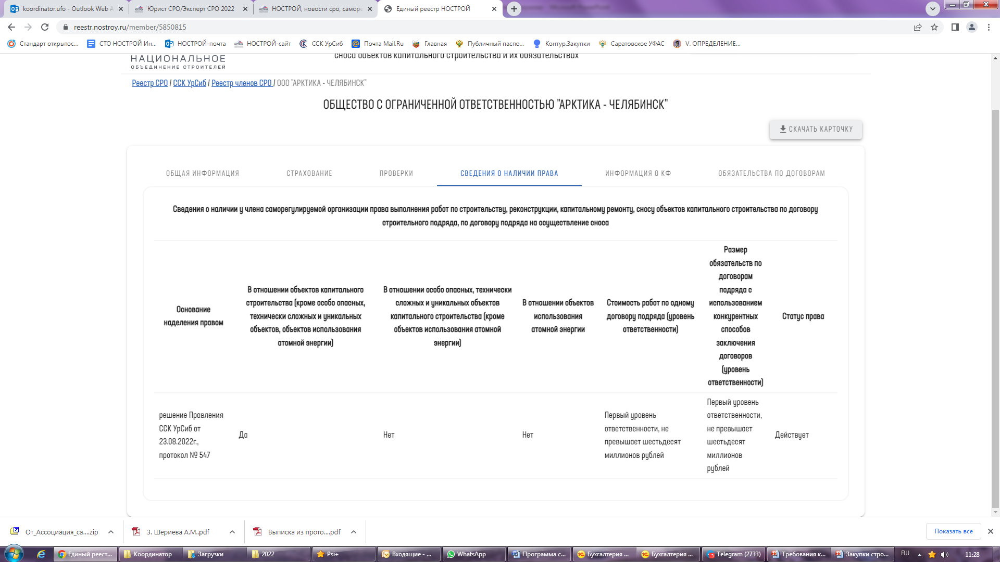 koordinator.ufo - Outlook Web A
Юрист СРО/Эксперт СРО 2022
НОСТРОЙ, новости сро, саморе
Единый реестр НОСТРОЙ
reestr.nostroy.ru/member/5850815
Стандарт открытос...
СТО НОСТРОЙ Ин...
НОСТРОЙ-почта
НОСТРОЙ-сайт
ССК УрСиб
Почта Mail.Ru
Главная
Публичный паспо...
Контур.Закупки
Саратовское УФАС
V. ОПРЕДЕЛЕНИЕ...
НАЦИОНАЛЬНОЕ
ОБЪЕДИНЕНИЕ СТРОИТЕЛЕЙ
сноса объектов капитального строительства и их обязательствах
Реестр СРО / ССК УрСиб / Реестр членов СРО / ООО "АРКТИКА - ЧЕЛЯБИНСК"
ОБЩЕСТВО С ОГРАНИЧЕННОЙ ОТВЕТСТВЕННОСТЬЮ "АРКТИКА - ЧЕЛЯБИНСК"
СКАЧАТЬ КАРТОЧКУ
ОБЩАЯ ИНФОРМАЦИЯ
СТРАХОВАНИЕ
ПРОВЕРКИ
СВЕДЕНИЯ О НАЛИЧИИ ПРАВА
ИНФОРМАЦИЯ О КФ
ОБЯЗАТЕЛЬСТВА ПО ДОГОВОРАМ
Сведения о наличии у члена саморегулируемой организации права выполнения работ по строительству, реконструкции, капитальному ремонту, сносу объектов капитального строительства по договору
строительного подряда, по договору подряда на осуществление сноса
Основание
наделения правом
В отношении объектов капитального
строительства (кроме особо опасных,
технически сложных и уникальных
объектов, объектов использования
атомной энергии)
В отношении особо опасных, технически
сложных и уникальных объектов
капитального строительства (кроме
объектов использования атомной
энергии)
В отношении объектов
использования
атомной энергии
Стоимость работ по одному
договору подряда (уровень
ответственности)
Размер
обязательств по
договорам
подряда с
использованием
конкурентных
способов
заключения
договоров
(уровень
ответственности)
Статус права
решение Правления
ССК УрСиб от
23.08.2022г.,
протокол № 547
Да
Нет
Нет
Первый уровень
ответственности, не
превышает шестьдесят
миллионов рублей
Первый уровень
ответственности,
не превышает
шестьдесят
миллионов
рублей
Действует
От_Ассоциация_са....zip
3. Шериева А.М..pdf
Выписка из прото....pdf
Показать все
Единый реест...
Координатор
Загрузки
2022
Psi+
Входящие - ...
WhatsApp
Программа с...
Бухгалтерия ...
Бухгалтерия ...
Telegram (2733)
Требования к...
Закупки стро...
RU
11:28